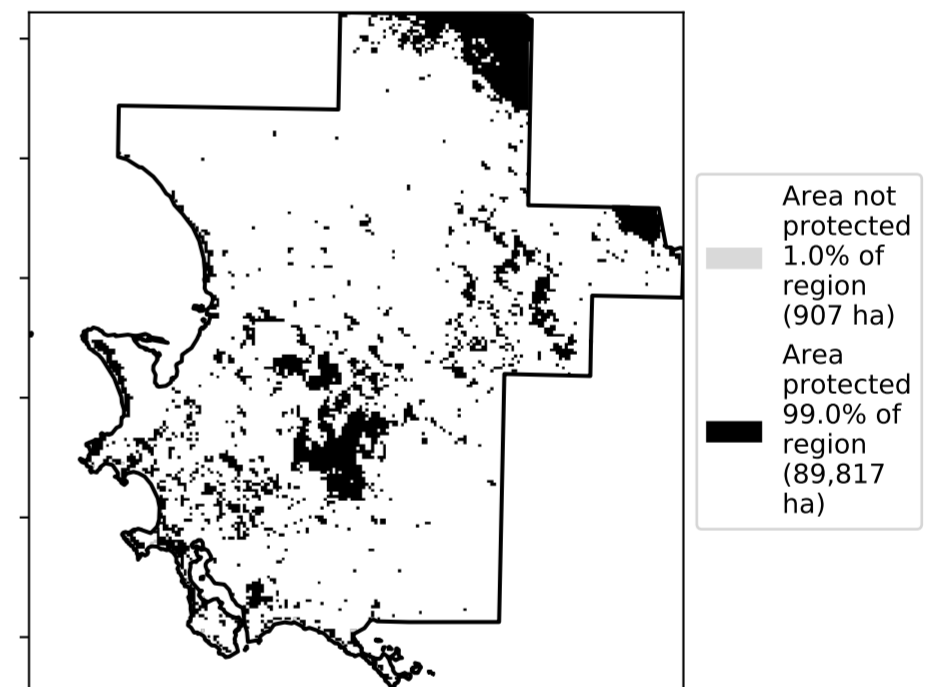 Area not
protected
1.0% of
region
(907 ha)
Area
protected
99.0% of
region
(89,817
ha)